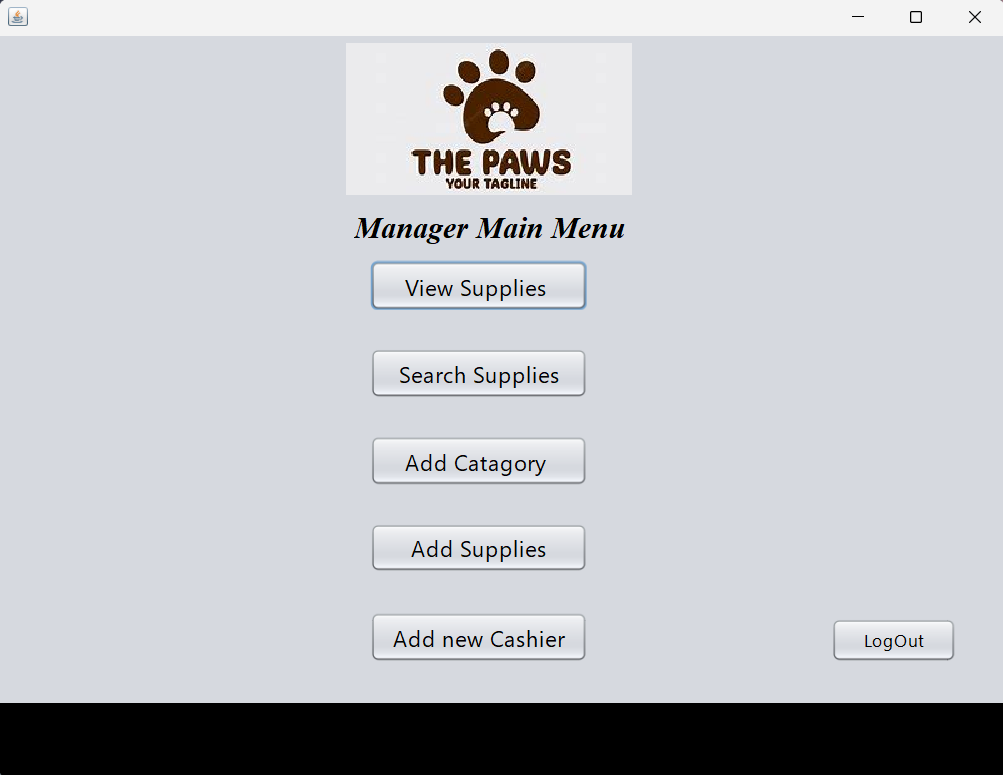 THE PAWS
YOUR TAGLINE
Manager Main Menu
View Supplies
Search Supplies
Add Catagory
Add Supplies
Add new Cashier
LogOut